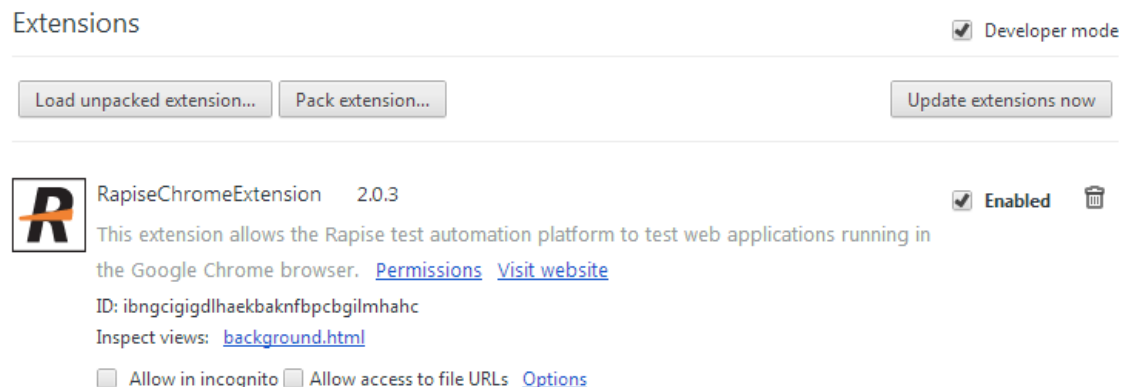 Extensions
Developer mode
Load unpacked extension... Pack extension... Update extensions now
R
RapiseChromeExtension 2.0.3
Enabled
This extension allows the Rapise test automation platform to test web applications running in
the Google Chrome browser. Permissions Visit website
ID: ibngcigigdlhaekbaknfbpcbgilmhahc
Inspect views: background.html
Allow in incognito Allow access to file URLs Options